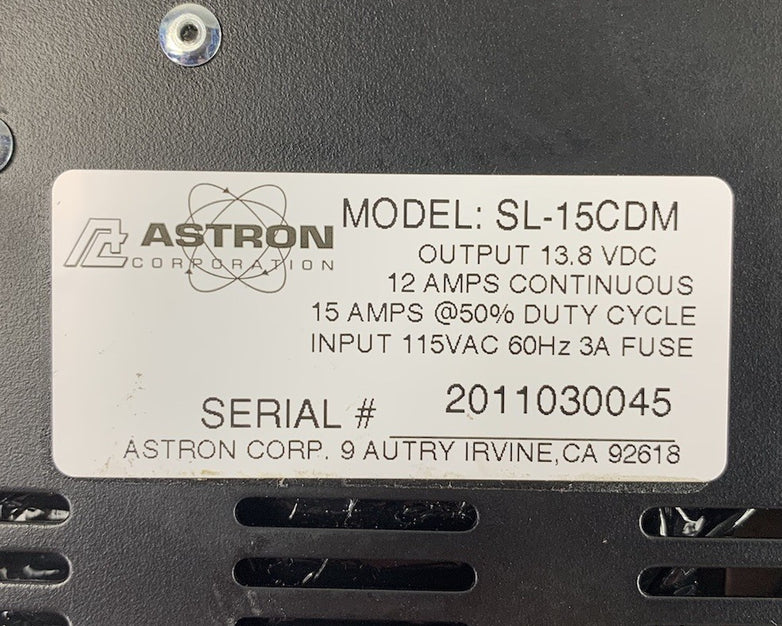 ASTRON
CORPORATION
MODEL: SL-15CDM
OUTPUT 13.8 VDC
12 AMPS CONTINUOUS
15 AMPS @50% DUTY CYCLE
INPUT 115VAC 60Hz 3A FUSE
SERIAL # 2011030045
ASTRON CORP. 9 AUTRY IRVINE,CA 92618